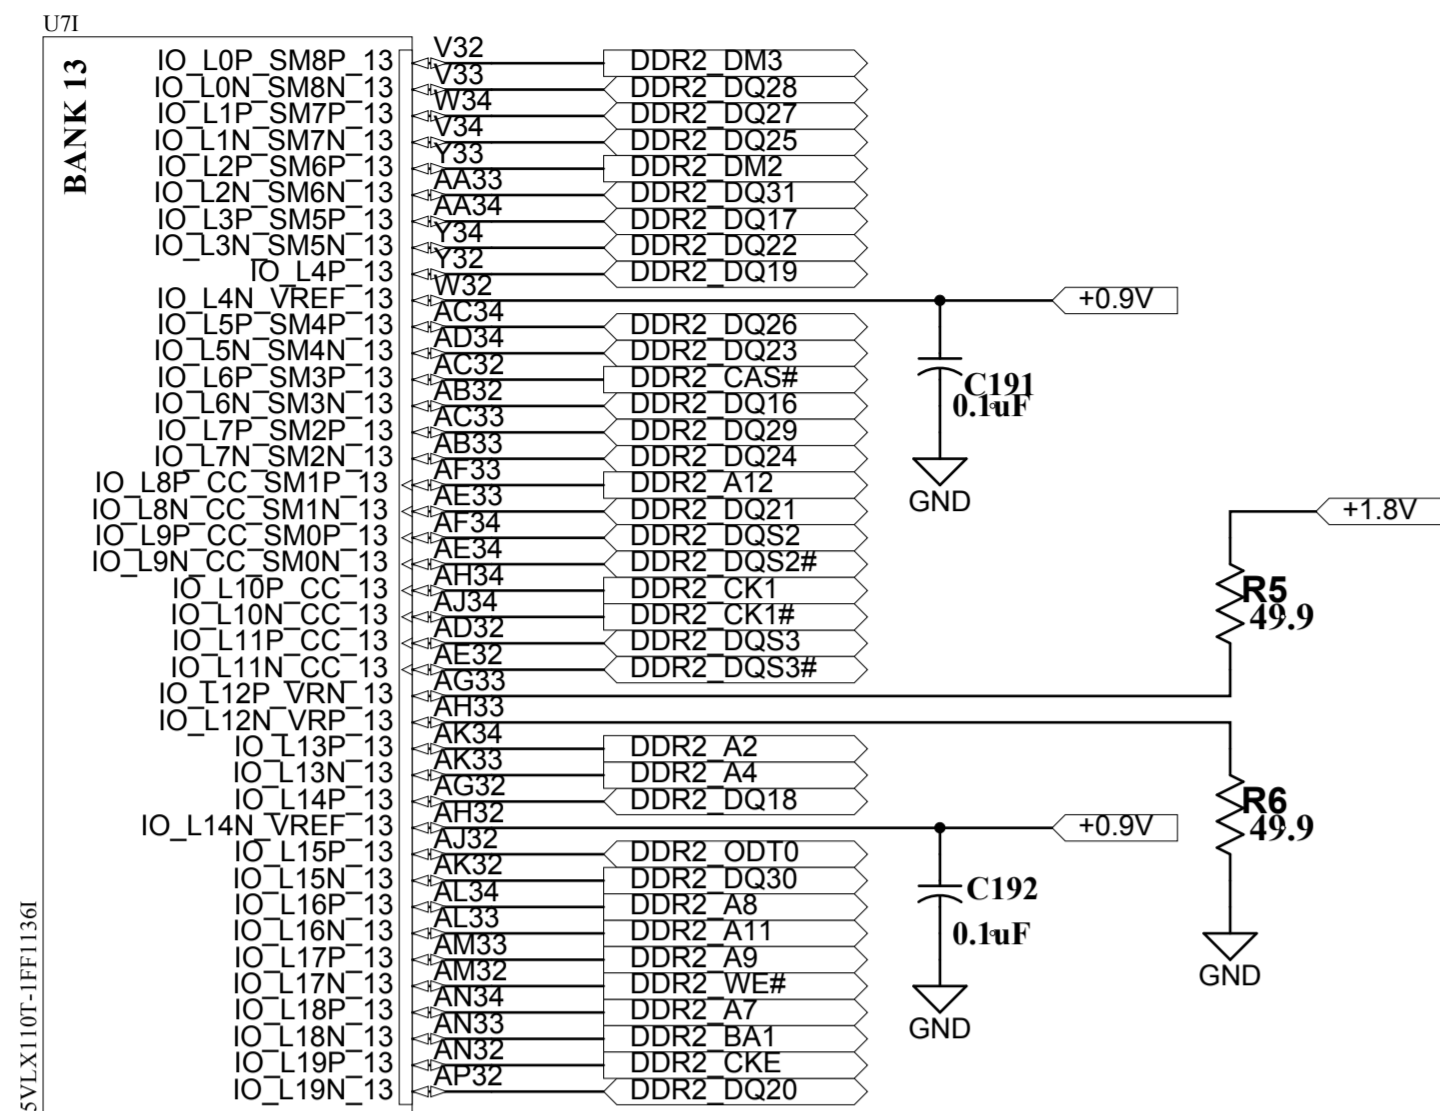 U7I
BANK 13
5VLX110T-1FF1136I
IO_L0P_SM8P_13 V32 DDR2_DM3
IO_L0N_SM8N_13 V33 DDR2_DQ28
IO_L1P_SM7P_13 W34 DDR2_DQ27
IO_L1N_SM7N_13 V34 DDR2_DQ25
IO_L2P_SM6P_13 Y33 DDR2_DM2
IO_L2N_SM6N_13 AA33 DDR2_DQ31
IO_L3P_SM5P_13 AA34 DDR2_DQ17
IO_L3N_SM5N_13 Y34 DDR2_DQ22
IO_L4P_13 Y32 DDR2_DQ19
IO_L4N_VREF_13 W32 +0.9V
IO_L5P_SM4P_13 AC34 DDR2_DQ26
IO_L5N_SM4N_13 AD34 DDR2_DQ23
IO_L6P_SM3P_13 AC32 DDR2_CAS#
C191
IO_L6N_SM3N_13 AB32 DDR2_DQ16
0.1uF
IO_L7P_SM2P_13 AC33 DDR2_DQ29
IO_L7N_SM2N_13 AB33 DDR2_DQ24
IO_L8P_CC_SM1P_13 AF33 DDR2_A12
GND
IO_L8N_CC_SM1N_13 AE33 DDR2_DQ21
+1.8V
IO_L9P_CC_SM0P_13 AF34 DDR2_DQS2
IO_L9N_CC_SM0N_13 AE34 DDR2_DQS2#
IO_L10P_CC_13 AH34 DDR2_CK1
R5
IO_L10N_CC_13 AJ34 DDR2_CK1#
49.9
IO_L11P_CC_13 AD32 DDR2_DQS3
IO_L11N_CC_13 AE32 DDR2_DQS3#
IO_L12P_VRN_13 AG33
IO_L12N_VRP_13 AH33
IO_L13P_13 AK34 DDR2_A2
IO_L13N_13 AK33 DDR2_A4
IO_L14P_13 AG32 DDR2_DQ18
R6
IO_L14N_VREF_13 AH32 +0.9V
49.9
IO_L15P_13 AJ32 DDR2_ODT0
IO_L15N_13 AK32 DDR2_DQ30
C192
IO_L16P_13 AL34 DDR2_A8
IO_L16N_13 AL33 DDR2_A11
0.1uF
IO_L17P_13 AM33 DDR2_A9
GND
IO_L17N_13 AM32 DDR2_WE#
IO_L18P_13 AN34 DDR2_A7
GND
IO_L18N_13 AN33 DDR2_BA1
IO_L19P_13 AN32 DDR2_CKE
IO_L19N_13 AP32 DDR2_DQ20